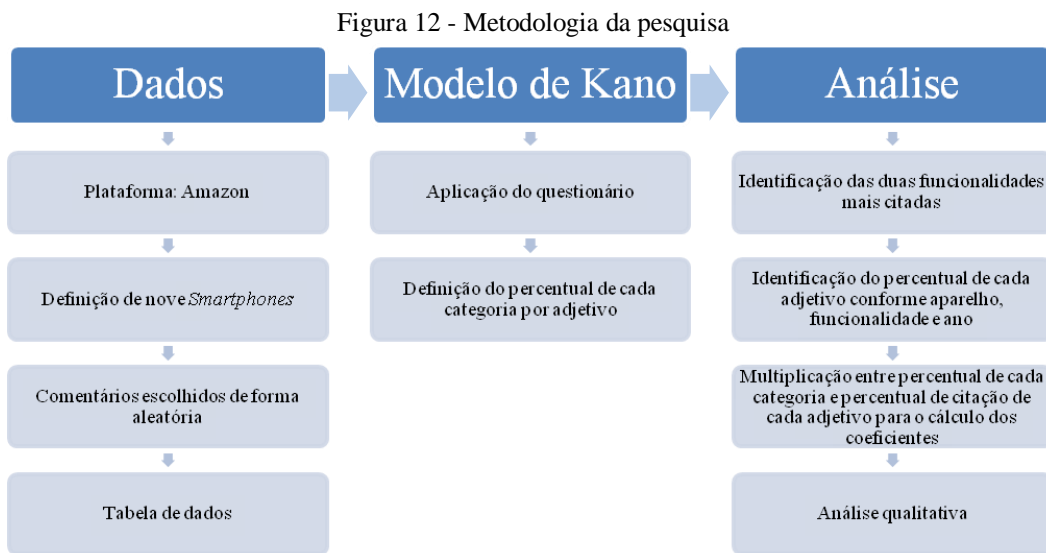 Figura 12 - Metodologia da pesquisa
Dados
Plataforma: Amazon
Definição de nove Smartphones
Comentários escolhidos de forma
aleatória
Tabela de dados
Modelo de Kano
Aplicação do questionário
Definição do percentual de cada
categoria por adjetivo
Análise
Identificação das duas funcionalidades
mais citadas
Identificação do percentual de cada
adjetivo conforme aparelho,
funcionalidade e ano
Multiplicação entre percentual de cada
categoria e percentual de citação de
cada adjetivo para o cálculo dos
coeficientes
Análise qualitativa